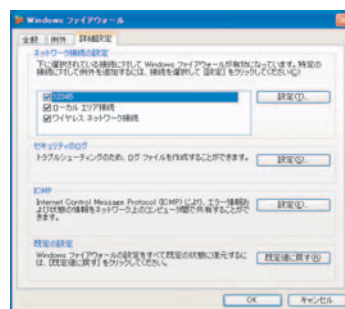 Windows ファイアウォール
全般 例外 詳細設定
ネットワーク接続の設定
下に選択されている接続に対して Windows ファイアウォールが有効になっています。特定の
接続に対して例外を追加するには、接続を選択して [設定] をクリックしてください(C)
12345
ローカル エリア接続
ワイヤレス ネットワーク接続
設定(T)...
セキュリティのログ
トラブルシューティングのため、ログ ファイルを作成することができます。
設定(S)...
ICMP
Internet Control Message Protocol (ICMP) により、エラー情報お
よび状態の情報をネットワーク上のコンピュータ間で共有することがで
きます。
設定(E)...
既定の設定
Windows ファイアウォールの設定をすべて既定の状態に復元するに
は、[既定値に戻す] をクリックしてください。
既定値に戻す(R)
OK キャンセル